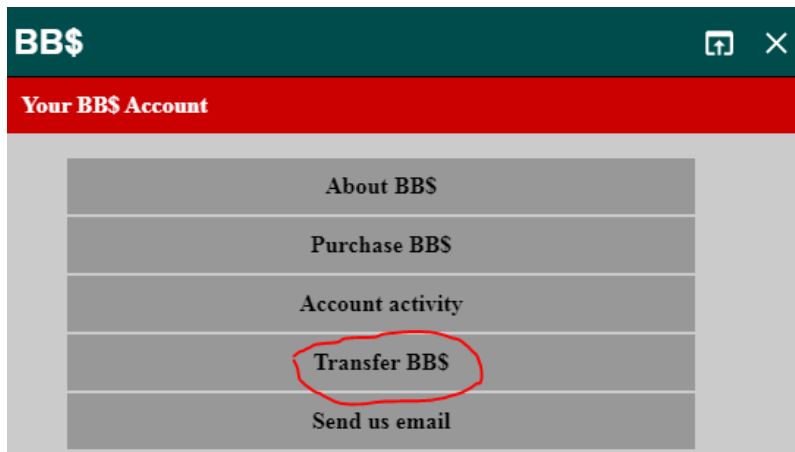 BB$
Your BB$ Account
About BB$
Purchase BB$
Account activity
Transfer BB$
Send us email